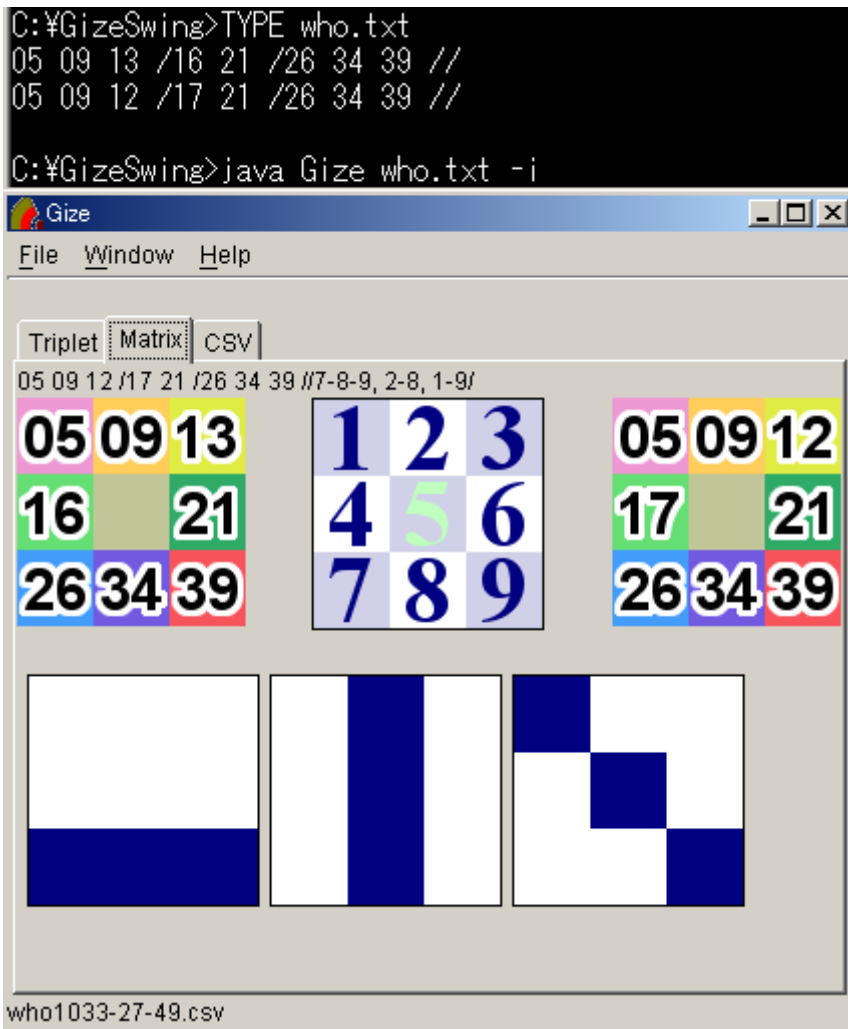 C:¥GizeSwing>TYPE who.txt
05 09 13 /16 21 /26 34 39 //
05 09 12 /17 21 /26 34 39 //
C:¥GizeSwing>java Gize who.txt -i
Gize
File Window Help
Triplet Matrix CSV
05 09 12 /17 21 /26 34 39 //7-8-9, 2-8, 1-9/
05 09 13 1 2 3 05 09 12
16 21 4 5 6 17 21
26 34 39 7 8 9 26 34 39
who1033-27-49.csv